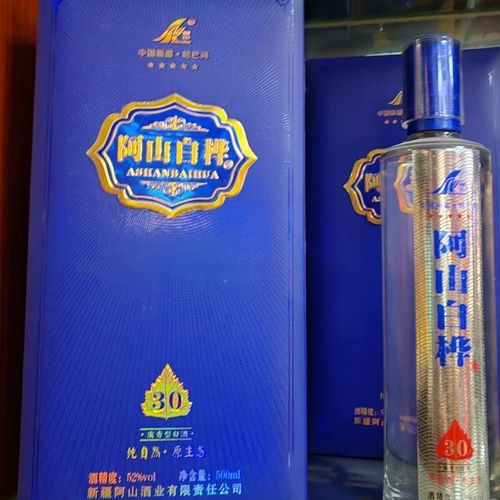 中国新疆·哈巴河
阿山白桦
ASHANBAIHUA
30
·浓香型白酒·
纯自然·原生态
酒精度：52%vol 净含量：500ml
新疆阿山酒业有限责任公司
阿山白桦
30